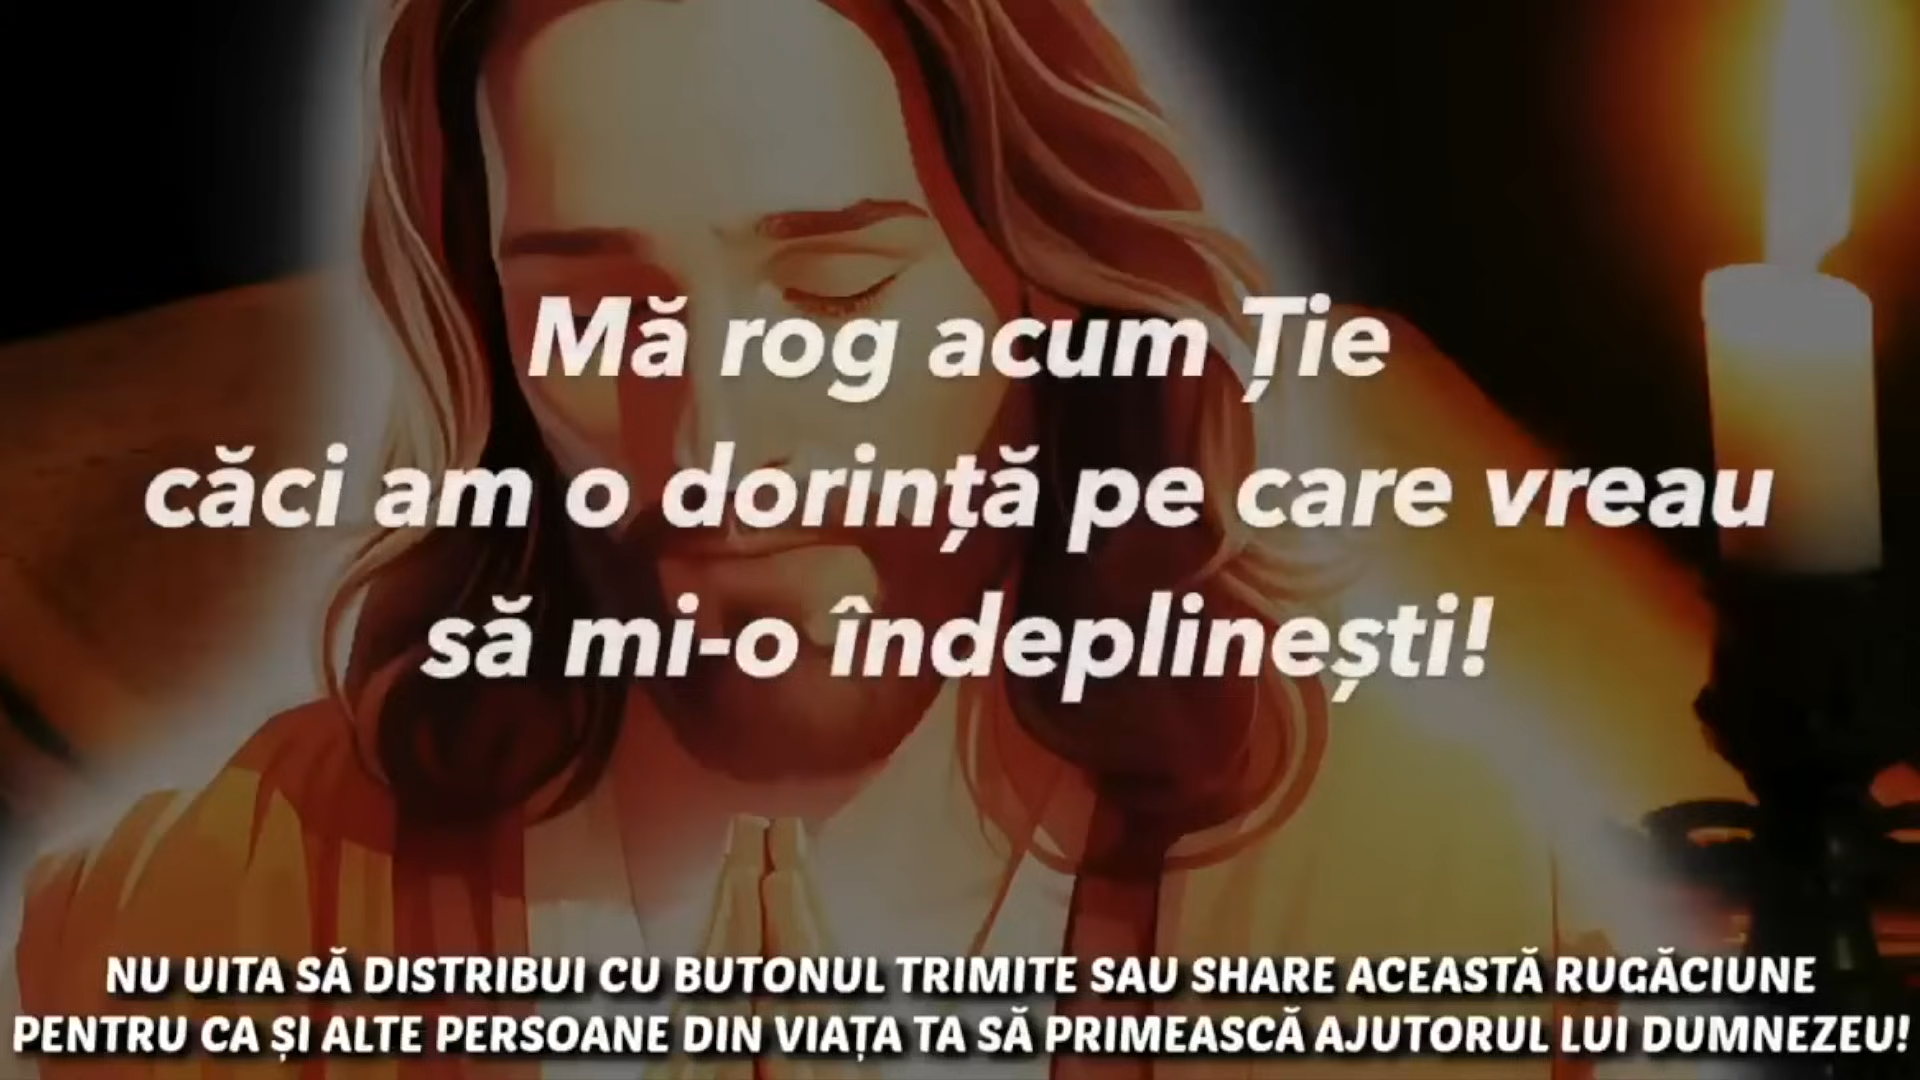 Mă rog acum Ție
căci am o dorință pe care vreau
să mi-o îndeplinești!
NU UITA SĂ DISTRIBUI CU BUTONUL TRIMITE SAU SHARE ACEASTĂ RUGĂCIUNE
PENTRU CA ȘI ALTE PERSOANE DIN VIAȚA TA SĂ PRIMEASCĂ AJUTORUL LUI DUMNEZEU!